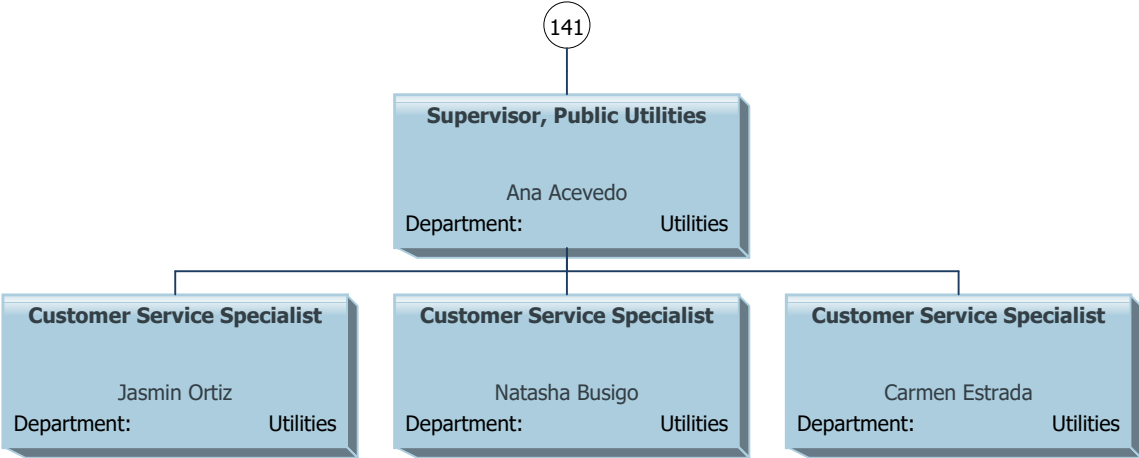 141
Supervisor, Public Utilities
Ana Acevedo
Department: Utilities
Customer Service Specialist
Jasmin Ortiz
Department: Utilities
Customer Service Specialist
Natasha Busigo
Department: Utilities
Customer Service Specialist
Carmen Estrada
Department: Utilities